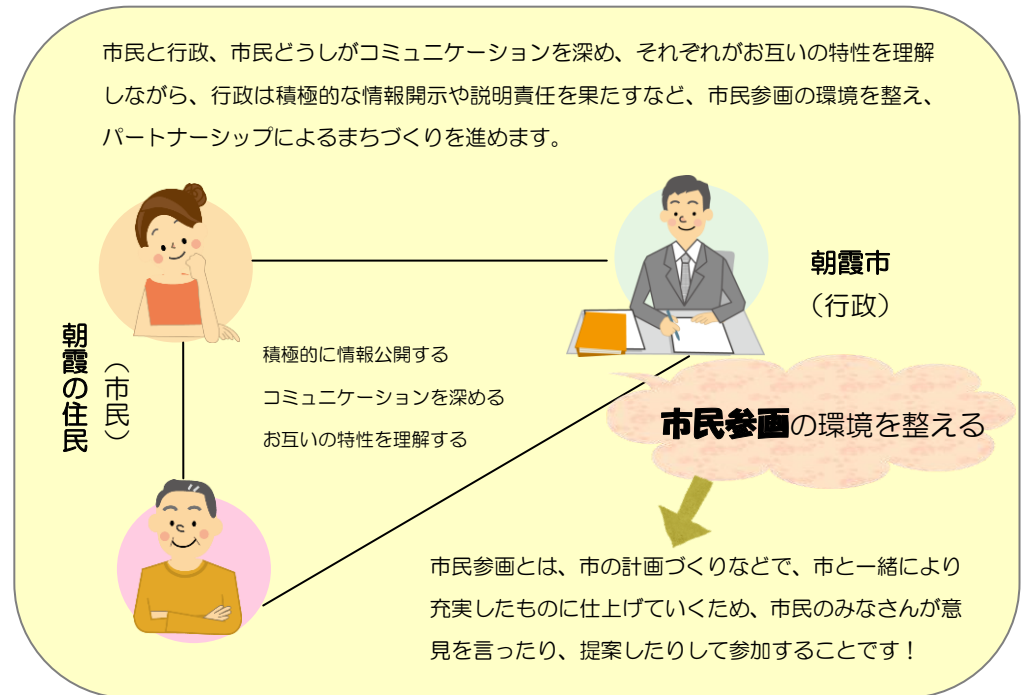 市民と行政、市民どうしがコミュニケーションを深め、それぞれがお互いの特性を理解
しながら、行政は積極的な情報開示や説明責任を果たすなど、市民参画の環境を整え、
パートナーシップによるまちづくりを進めます。
朝霞市
（行政）
朝霞の住民
（市民）
積極的に情報公開する
コミュニケーションを深める
お互いの特性を理解する
市民参画の環境を整える
市民参画とは、市の計画づくりなどで、市と一緒により
充実したものに仕上げていくため、市民のみなさんが意
見を言ったり、提案したりして参加することです！